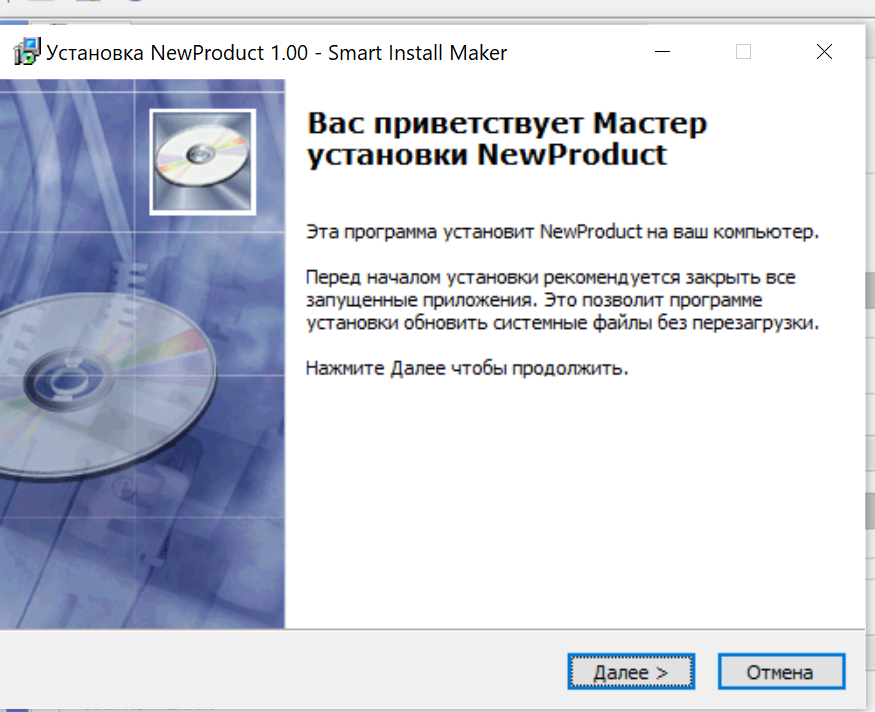 Установка NewProduct 1.00 - Smart Install Maker
Вас приветствует Мастер
установки NewProduct
Эта программа установит NewProduct на ваш компьютер.
Перед началом установки рекомендуется закрыть все
запущенные приложения. Это позволит программе
установки обновить системные файлы без перезагрузки.
Нажмите Далее чтобы продолжить.
Далее >
Отмена